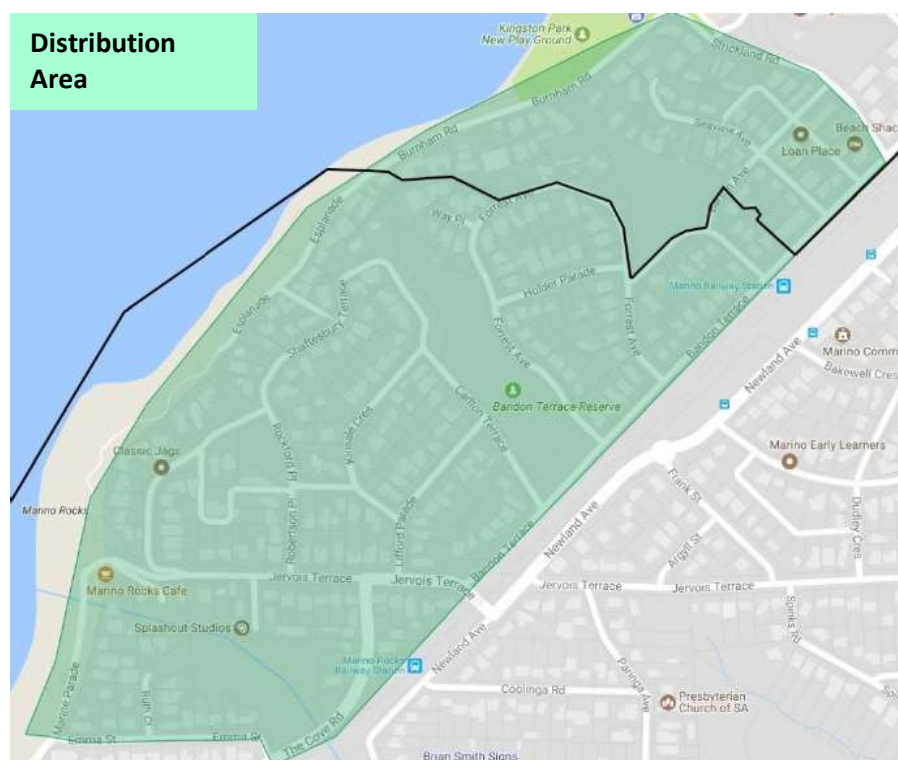 Distribution
Area
Kingston Park
New Play Ground
Strickland Rd
Burnham Rd
Burnham Rd
Seaview Ave
Beach Shac
Loan Place
Ave
Way Pl
Forrest Ave
Esplanade
Holder Parade
Marino Railway Station
Esplanade
Shaftesbury Terrace
Forrest Ave
Forrest Ave
Bandon Terrace
Newland Ave
Marino Comm
Bakewell Cres
Bandon Terrace Reserve
Carlton Terrace
Kinsale Cres
Rockford Pl
Classic Jags
Marino Early Learners
Marino Rocks
Robertson Pl
Lifford Parade
Frank St
Argyll St
Dudley Cres
Newland Ave
Bandon Terrace
Jervois Terrace
Jervois Terrace
Jervois Terrace
Jervois Terrace
Marino Rocks Cafe
Splashout Studios
Spinks Rd
Newland Ave
Marino Rocks
Railway Station
Paringa Ave
Coolinga Rd
Presbyterian
Church of SA
Marine Parade
Emma St
Emma St
The Cove Rd
Brian Smith Signs